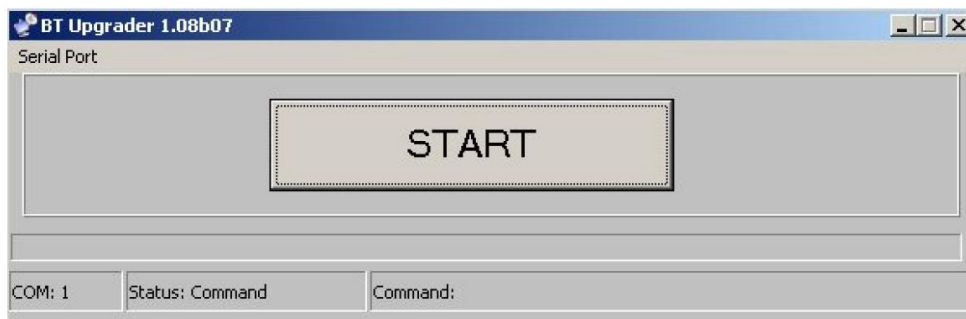 BT Upgrader 1.08b07
Serial Port
START
COM: 1 Status: Command Command: